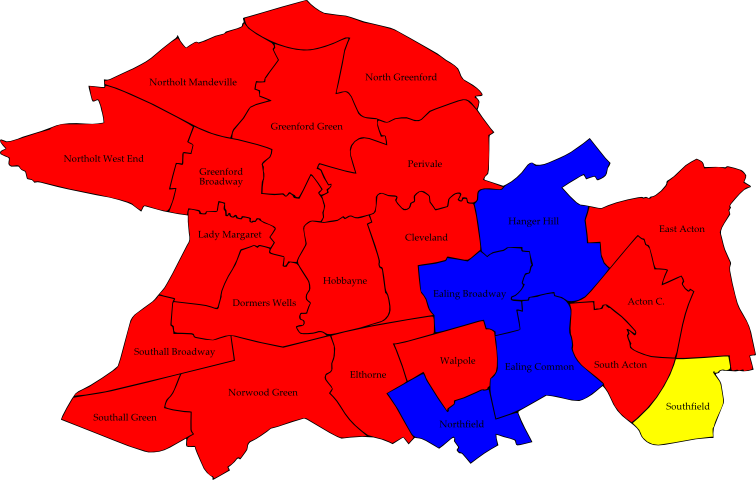 North Greenford
Northolt Mandeville
Greenford Green
Northolt West End
Perivale
Greenford
Broadway
Hanger Hill
East Acton
Lady Margaret
Cleveland
Hobbayne
Ealing Broadway
Dormers Wells
Acton C.
Southall Broadway
Walpole
South Acton
Ealing Common
Elthorne
Norwood Green
Southfield
Southall Green
Northfield